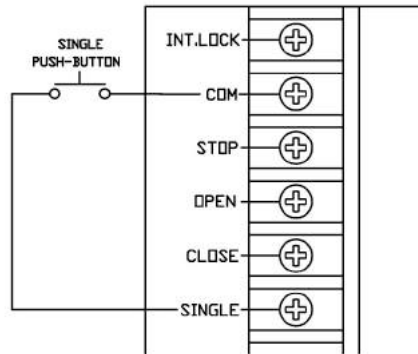 SINGLE
PUSH-BUTTON
INT.LOCK
COM
STOP
OPEN
CLOSE
SINGLE